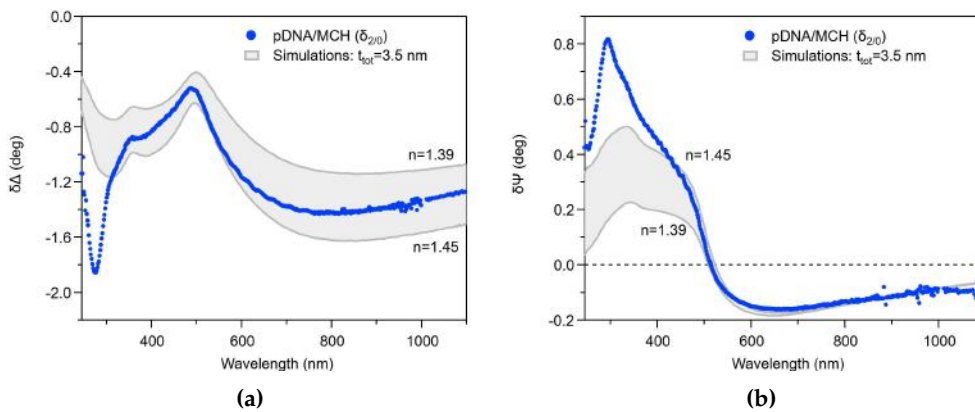 0.0
-0.4
-0.8
-1.2
-1.6
-2.0
δΔ (deg)
pDNA/MCH (δ2/0)
Simulations: ttot=3.5 nm
n=1.39
n=1.45
400 600 800 1000
Wavelength (nm)
(a)
0.8
0.6
0.4
0.2
0.0
-0.2
δΨ (deg)
pDNA/MCH (δ2/0)
Simulations: ttot=3.5 nm
n=1.45
n=1.39
400 600 800 1000
Wavelength (nm)
(b)